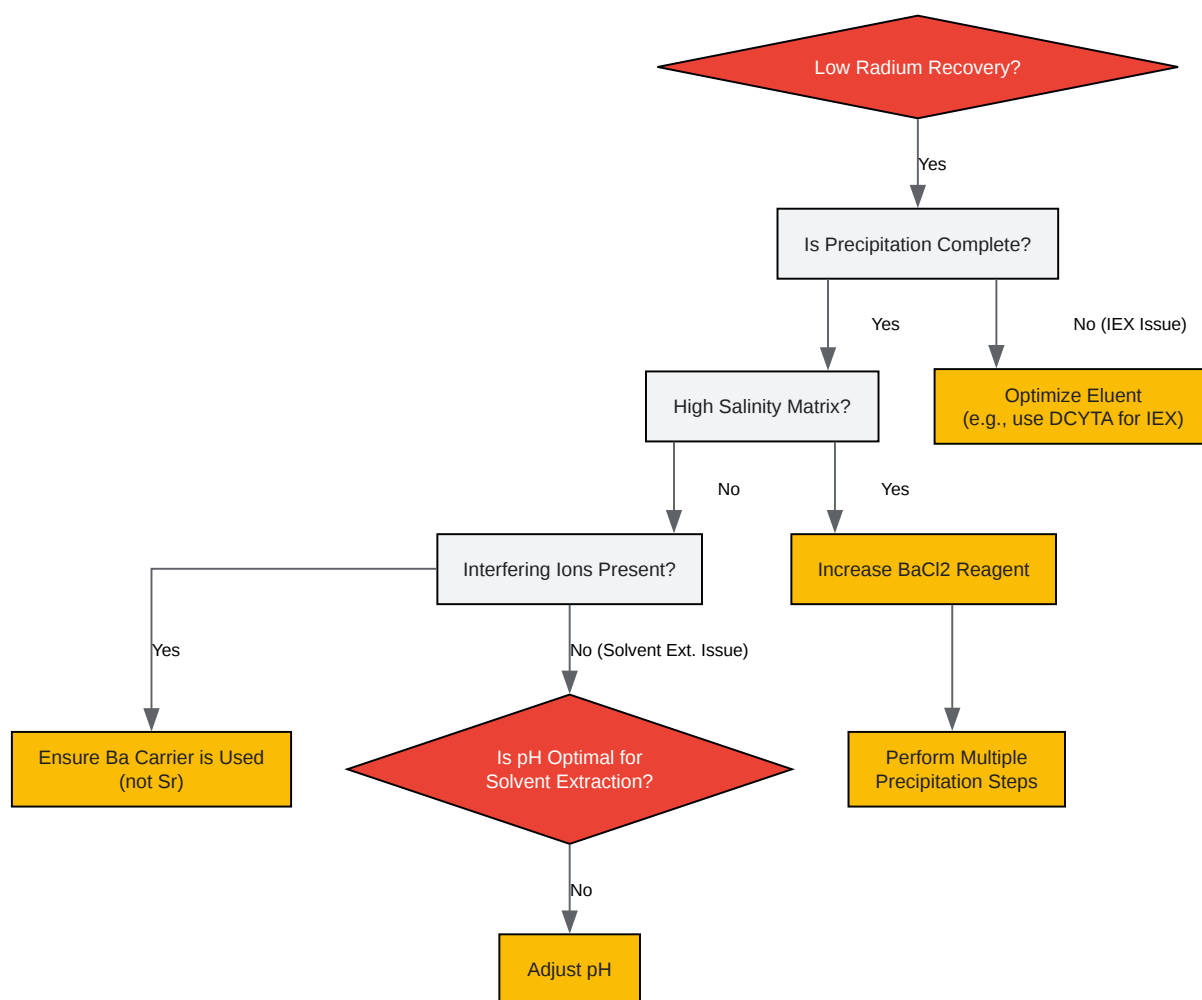 Low Radium Recovery?
Yes
Is Precipitation Complete?
Yes
No (IEX Issue)
High Salinity Matrix?
Optimize Eluent
(e.g., use DCYTA for IEX)
No
Yes
Interfering Ions Present?
Increase BaCl2 Reagent
Yes
No (Solvent Ext. Issue)
Ensure Ba Carrier is Used
(not Sr)
Is pH Optimal for
Solvent Extraction?
Perform Multiple
Precipitation Steps
No
Adjust pH